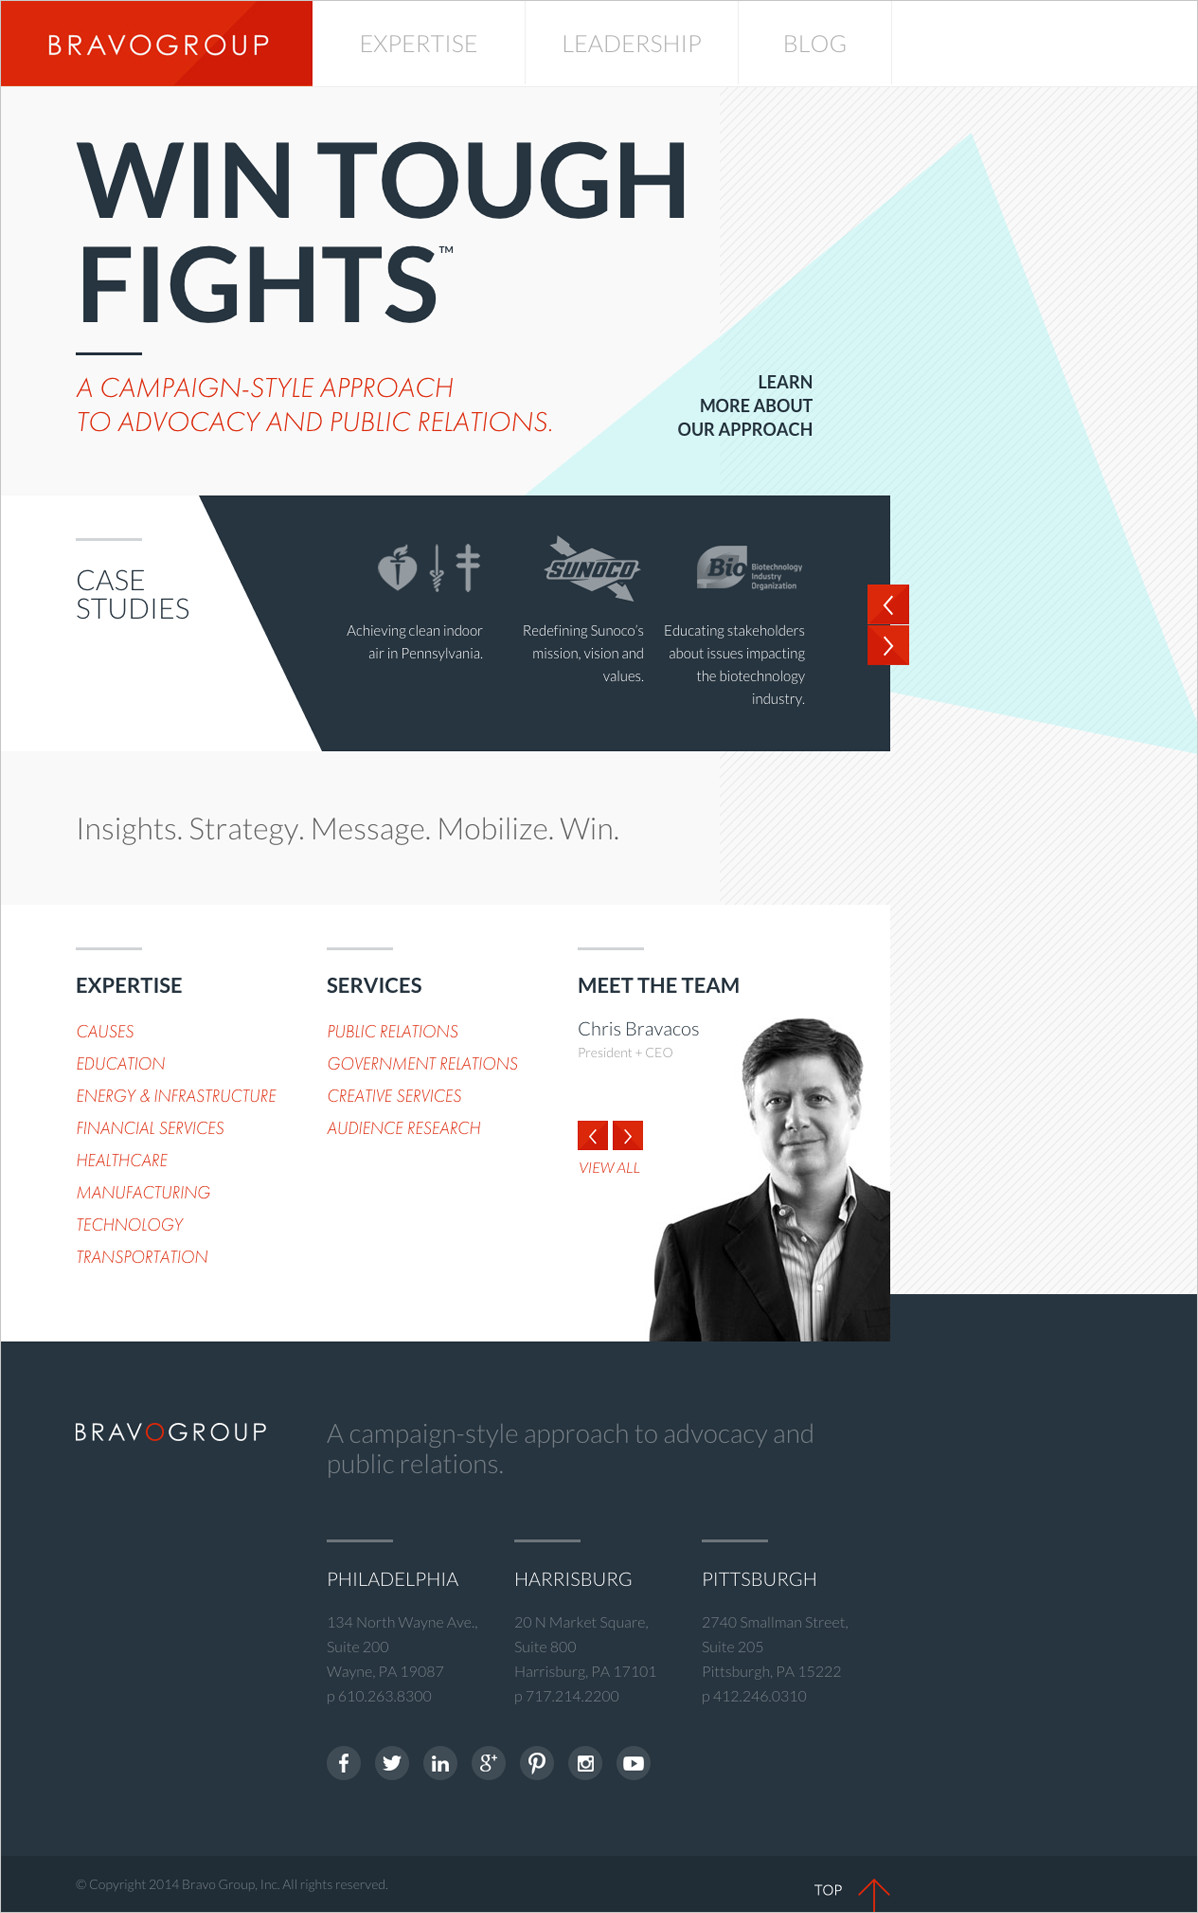 BRAVOGROUP
EXPERTISE
LEADERSHIP
BLOG
WIN TOUGH
FIGHTS™
A CAMPAIGN-STYLE APPROACH
TO ADVOCACY AND PUBLIC RELATIONS.
LEARN
MORE ABOUT
OUR APPROACH
CASE
STUDIES
SUNOCO
Bio
Biotechnology
Industry
Organization
Achieving clean indoor
air in Pennsylvania.
Redefining Sunoco's
mission, vision and
values.
Educating stakeholders
about issues impacting
the biotechnology
industry.
Insights. Strategy. Message. Mobilize. Win.
EXPERTISE
CAUSES
EDUCATION
ENERGY & INFRASTRUCTURE
FINANCIAL SERVICES
HEALTHCARE
MANUFACTURING
TECHNOLOGY
TRANSPORTATION
SERVICES
PUBLIC RELATIONS
GOVERNMENT RELATIONS
CREATIVE SERVICES
AUDIENCE RESEARCH
MEET THE TEAM
Chris Bravacos
President + CEO
VIEW ALL
BRAVOGROUP
A campaign-style approach to advocacy and
public relations.
PHILADELPHIA
134 North Wayne Ave.,
Suite 200
Wayne, PA 19087
p 610.263.8300
HARRISBURG
20 N Market Square,
Suite 800
Harrisburg, PA 17101
p 717.214.2200
PITTSBURGH
2740 Smallman Street,
Suite 205
Pittsburgh, PA 15222
p 412.246.0310
© Copyright 2014 Bravo Group, Inc. All rights reserved.
TOP